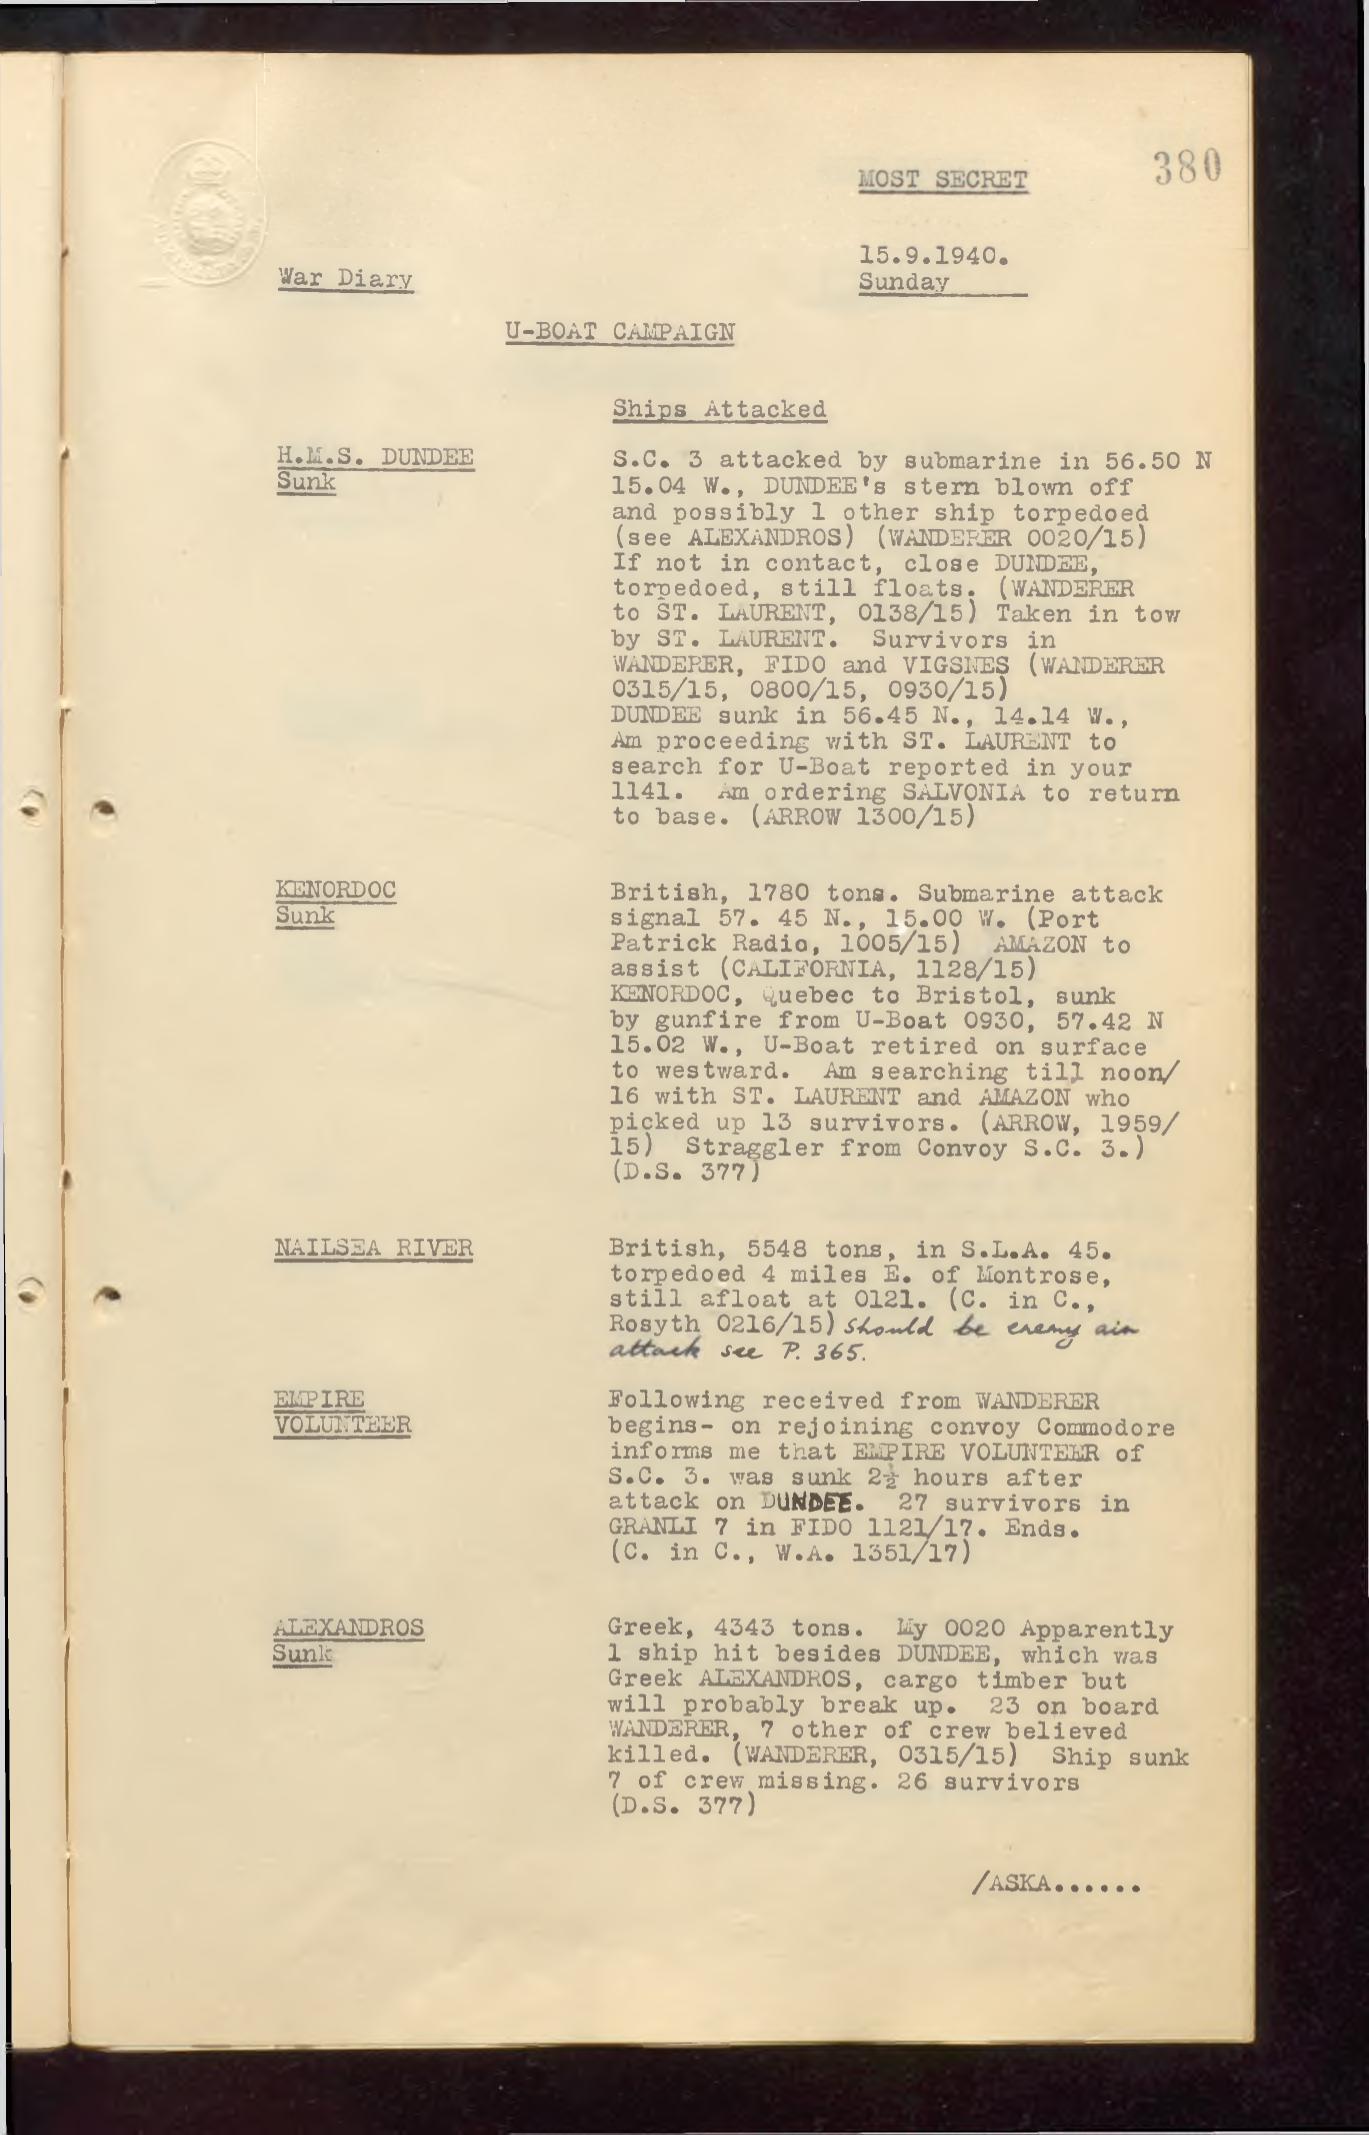 380
MOST SECRET
15.9.1940.
Sunday
War Diary
U-BOAT CAMPAIGN
Ships Attacked
H.M.S. DUNDEE
Sunk
S.C. 3 attacked by submarine in 56.50 N
15.04 W., DUNDEE's stern blown off
and possibly 1 other ship torpedoed
(see ALEXANDROS) (WANDERER 0020/15)
If not in contact, close DUNDEE,
torpedoed, still floats. (WANDERER
to ST. LAURENT, 0138/15) Taken in tow
by ST. LAURENT. Survivors in
WANDERER, FIDO and VIGSNES (WANDERER
0315/15, 0800/15, 0930/15)
DUNDEE sunk in 56.45 N., 14.14 W.,
Am proceeding with ST. LAURENT to
search for U-Boat reported in your
1141. Am ordering SALVONIA to return
to base. (ARROW 1300/15)
KENORDOC
Sunk
British, 1780 tons. Submarine attack
signal 57. 45 N., 15.00 W. (Port
Patrick Radio, 1005/15) AMAZON to
assist (CALIFORNIA, 1128/15)
KENORDOC, Quebec to Bristol, sunk
by gunfire from U-Boat 0930, 57.42 N
15.02 W., U-Boat retired on surface
to westward. Am searching till noon/
16 with ST. LAURENT and AMAZON who
picked up 13 survivors. (ARROW, 1959/
15) Straggler from Convoy S.C. 3.)
(D.S. 377)
NAILSEA RIVER
British, 5548 tons, in S.L.A. 45.
torpedoed 4 miles E. of Montrose,
still afloat at 0121. (C. in C.,
Rosyth 0216/15) Should be enemy air
attack see P. 365.
EMPIRE
VOLUNTEER
Following received from WANDERER
begins- on rejoining convoy Commodore
informs me that EMPIRE VOLUNTEER of
S.C. 3. was sunk 2½ hours after
attack on DUNDEE. 27 survivors in
GRANLI 7 in FIDO 1121/17. Ends.
(C. in C., W.A. 1351/17)
ALEXANDROS
Sunk
Greek, 4343 tons. My 0020 Apparently
1 ship hit besides DUNDEE, which was
Greek ALEXANDROS, cargo timber but
will probably break up. 23 on board
WANDERER, 7 other of crew believed
killed. (WANDERER, 0315/15) Ship sunk
7 of crew missing. 26 survivors
(D.S. 377)
/ASKA......